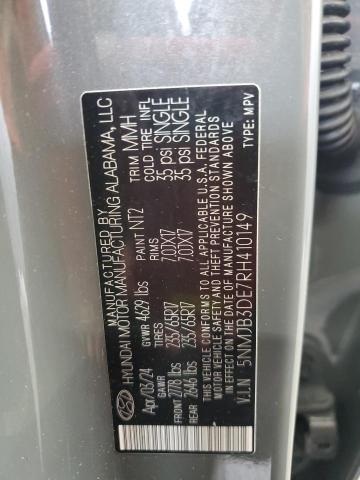 MANUFACTURED BY
HYUNDAI MOTOR MANUFACTURING ALABAMA, LLC
Apr/03/24 GVWR 4629 lbs PAINT NT2 TRIM MMH
GAWR TIRES RIMS COLD TIRE INFL
FRONT 2778 lbs 235/65R17 7.0JX17 35 psi SINGLE
REAR 2646 lbs 235/65R17 7.0JX17 35 psi SINGLE
THIS VEHICLE CONFORMS TO ALL APPLICABLE U.S.A. FEDERAL
MOTOR VEHICLE SAFETY AND THEFT PREVENTION STANDARDS
IN EFFECT ON THE DATE OF MANUFACTURE SHOWN ABOVE.
V.I.N 5NMJB3DE7RH410149 TYPE: MPV